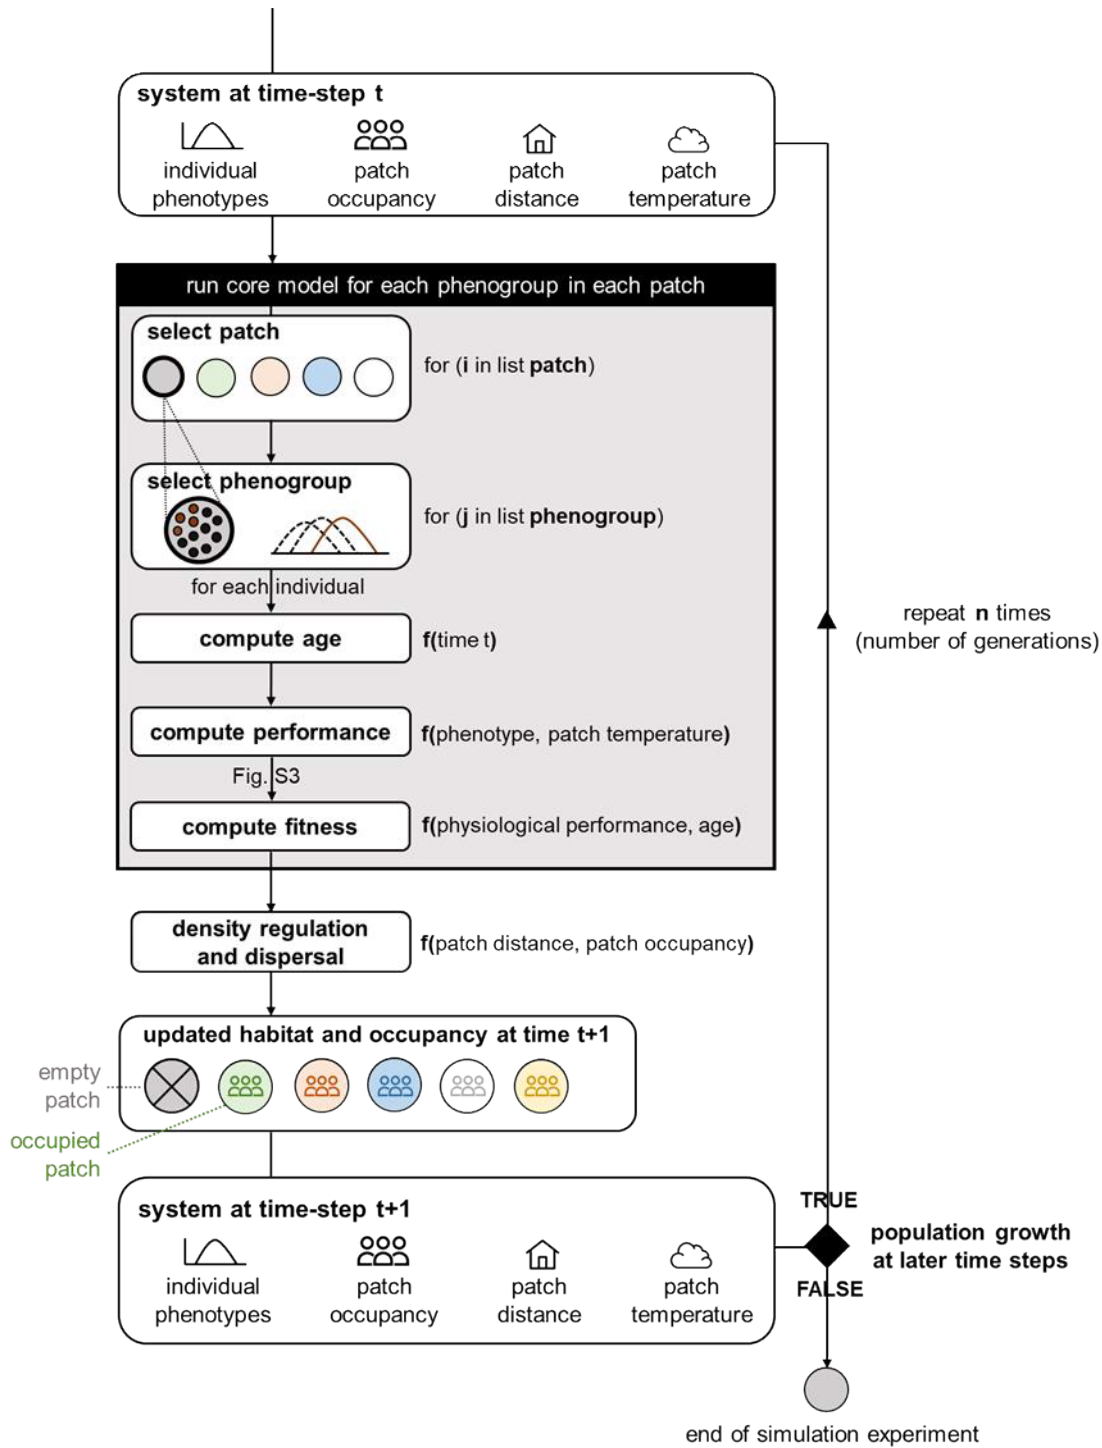 system at time-step t
individual phenotypes
patch occupancy
patch distance
patch temperature
run core model for each phenogroup in each patch
select patch
for (i in list patch)
select phenogroup
for (j in list phenogroup)
for each individual
compute age
f(time t)
compute performance
f(phenotype, patch temperature)
Fig. S3
compute fitness
f(physiological performance, age)
repeat n times
(number of generations)
density regulation
and dispersal
f(patch distance, patch occupancy)
updated habitat and occupancy at time t+1
empty
patch
occupied
patch
system at time-step t+1
individual phenotypes
patch occupancy
patch distance
patch temperature
TRUE
population growth
at later time steps
FALSE
end of simulation experiment